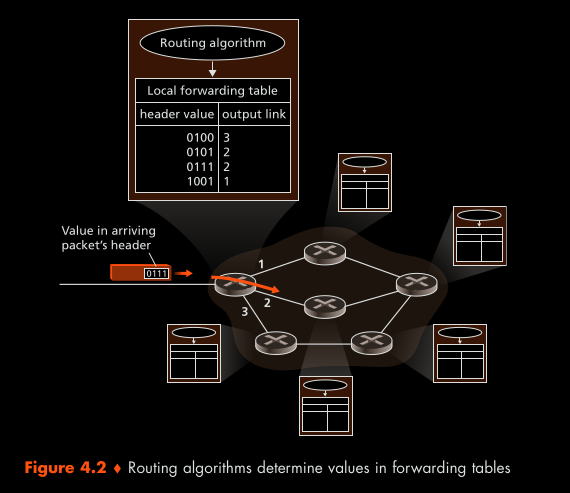 Routing algorithm
Local forwarding table
header value output link
0100 3
0101 2
0111 2
1001 1
Value in arriving
packet’s header
0111
1
2
3
Figure 4.2 ♦ Routing algorithms determine values in forwarding tables